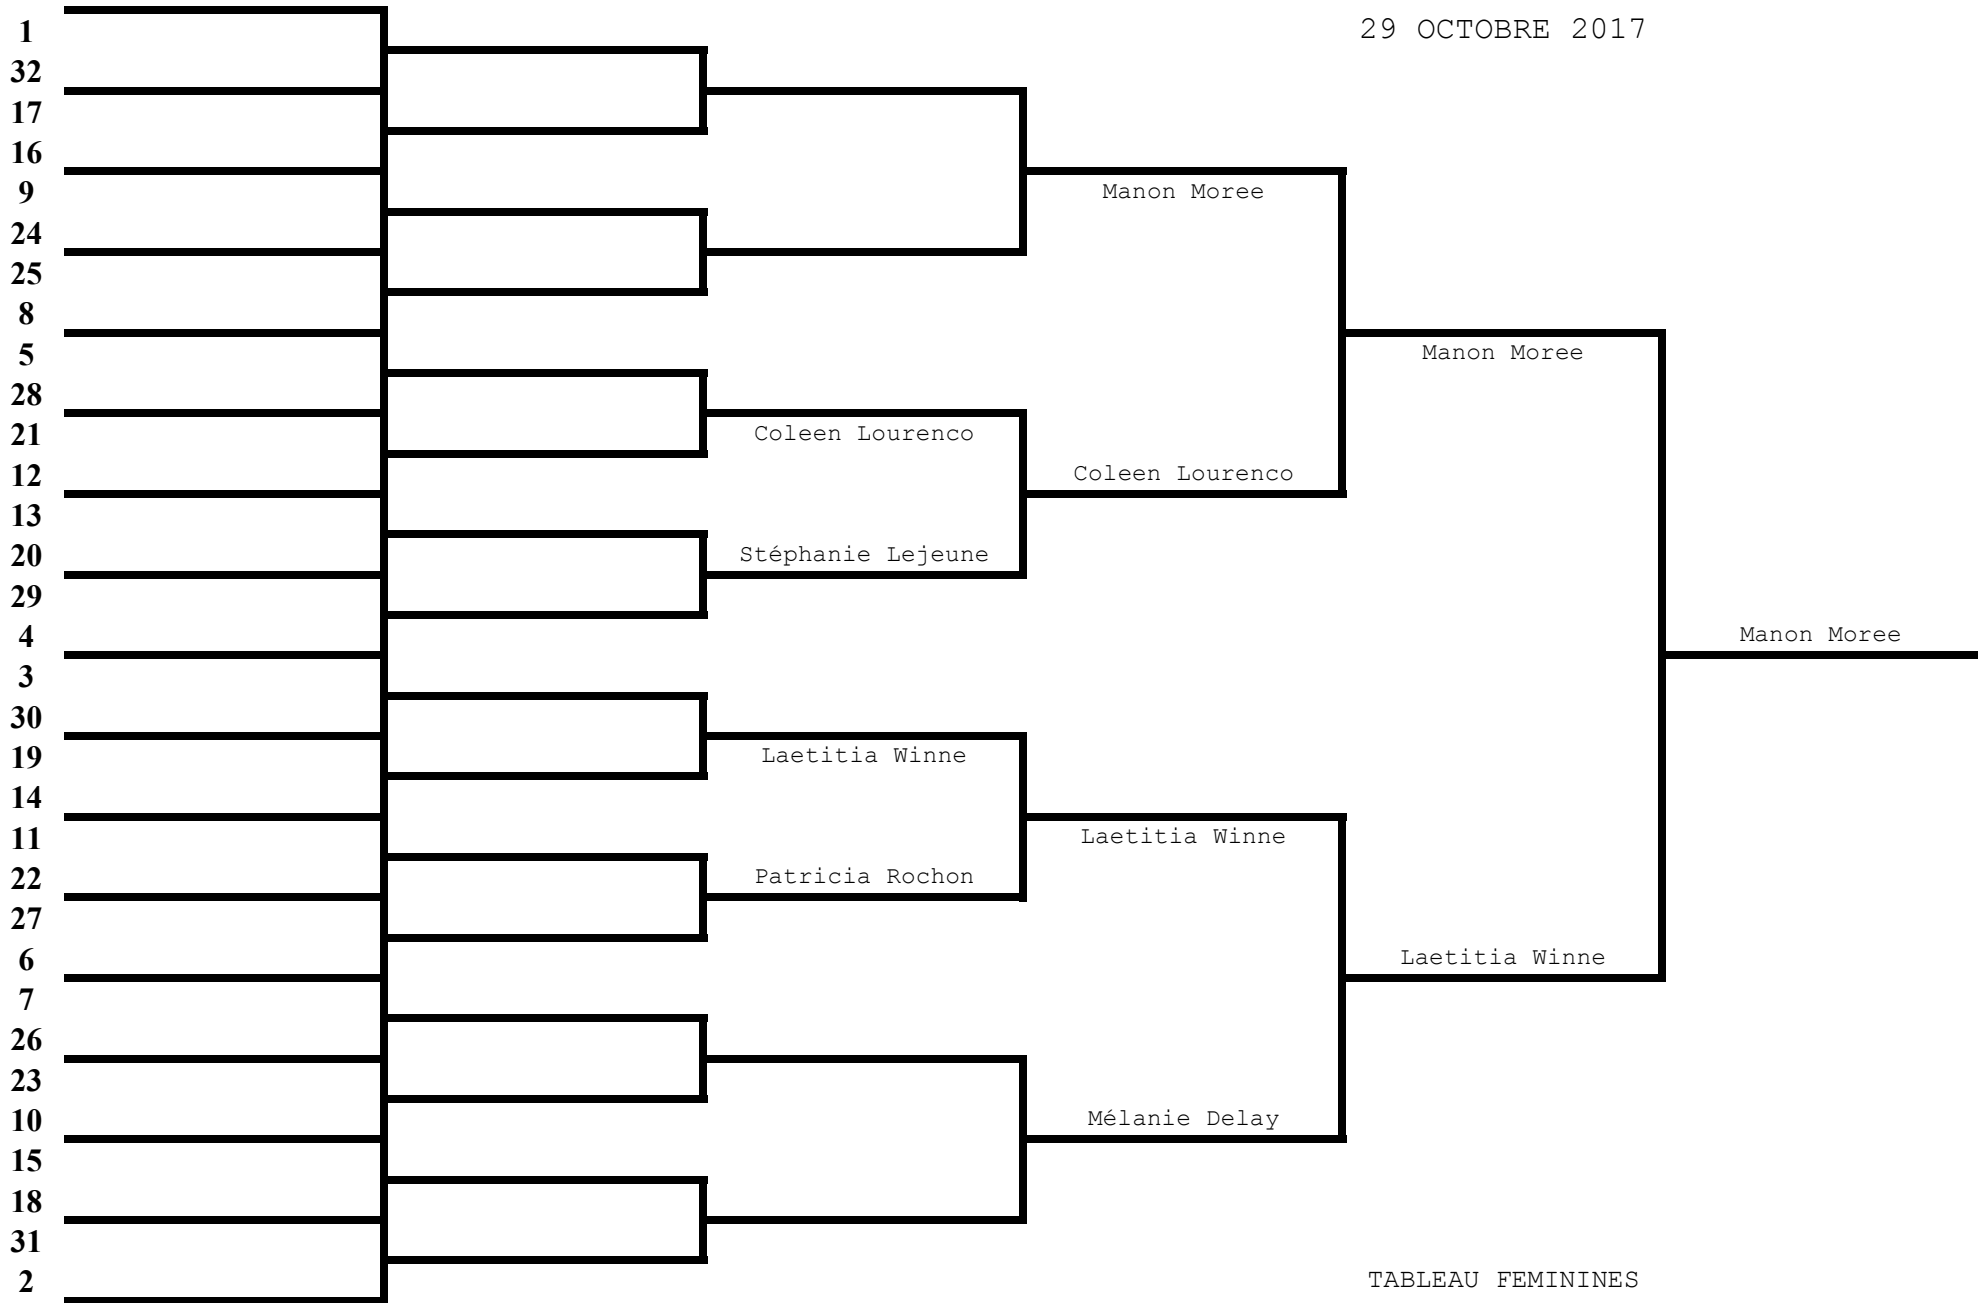 29 OCTOBRE 2017
1
32
17
16
9
24
25
8
5
28
21
12
13
20
29
4
3
30
19
14
11
22
27
6
7
26
23
10
15
18
31
2
Coleen Lourenco
Stéphanie Lejeune
Laetitia Winne
Patricia Rochon
Manon Moree
Coleen Lourenco
Laetitia Winne
Mélanie Delay
Manon Moree
Laetitia Winne
Manon Moree
TABLEAU FEMININES